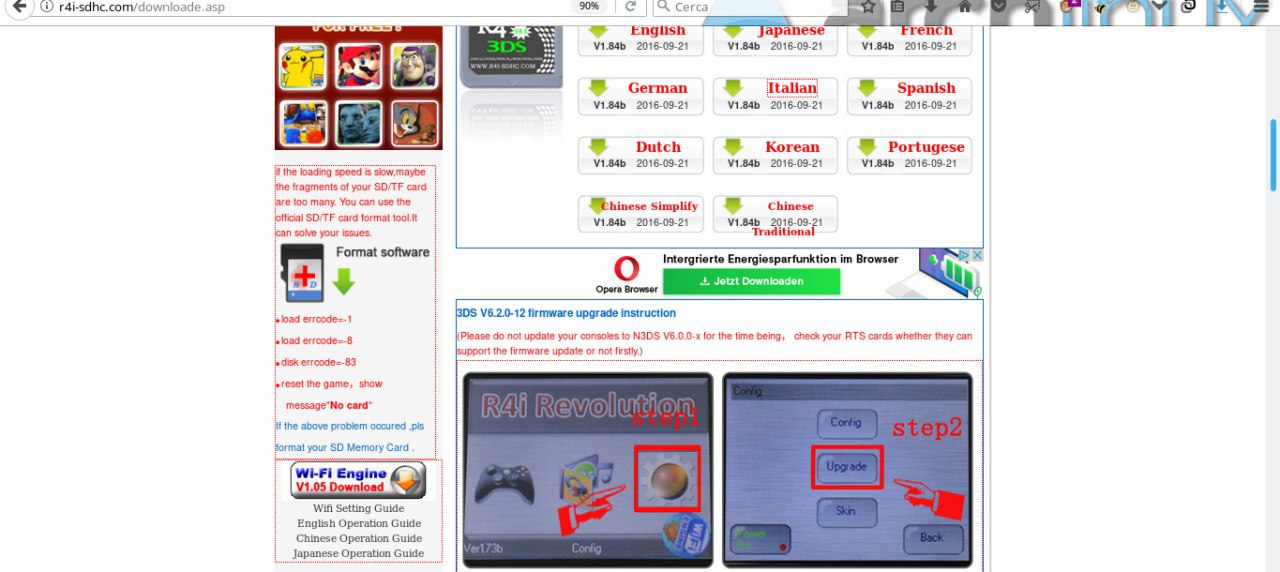 r4i-sdhc.com/downloade.asp
90%
Cerca
FOR FREE!
if the loading speed is slow,maybe
the fragments of your SD/TF card
are too many. You can use the
official SD/TF card format tool.It
can solve your issues.
Format software
S D
load errcode=-1
load errcode=-8
disk errcode=-83
reset the game，show
message"No card"
If the above problem occured ,pls
format your SD Memory Card .
Wi-Fi Engine
V1.05 Download
Wifi Setting Guide
English Operation Guide
Chinese Operation Guide
Japanese Operation Guide
R4
3DS
WWW.R4I-SDHC.COM
English
V1.84b 2016-09-21
Japanese
V1.84b 2016-09-21
French
V1.84b 2016-09-21
German
V1.84b 2016-09-21
Italian
V1.84b 2016-09-21
Spanish
V1.84b 2016-09-21
Dutch
V1.84b 2016-09-21
Korean
V1.84b 2016-09-21
Portugese
V1.84b 2016-09-21
Chinese Simplify
V1.84b 2016-09-21
Chinese
V1.84b 2016-09-21
Traditional
Opera Browser
Intergrierte Energiesparfunktion im Browser
Jetzt Downloaden
3DS V6.2.0-12 firmware upgrade instruction
(Please do not update your consoles to N3DS V6.0.0-x for the time being， check your RTS cards whether they can
support the firmware update or not firstly.)
R4i Revolution
step1
Ver1.73b
Config
WiFi
Config
Config
step2
Upgrade
Skin
Power
Back